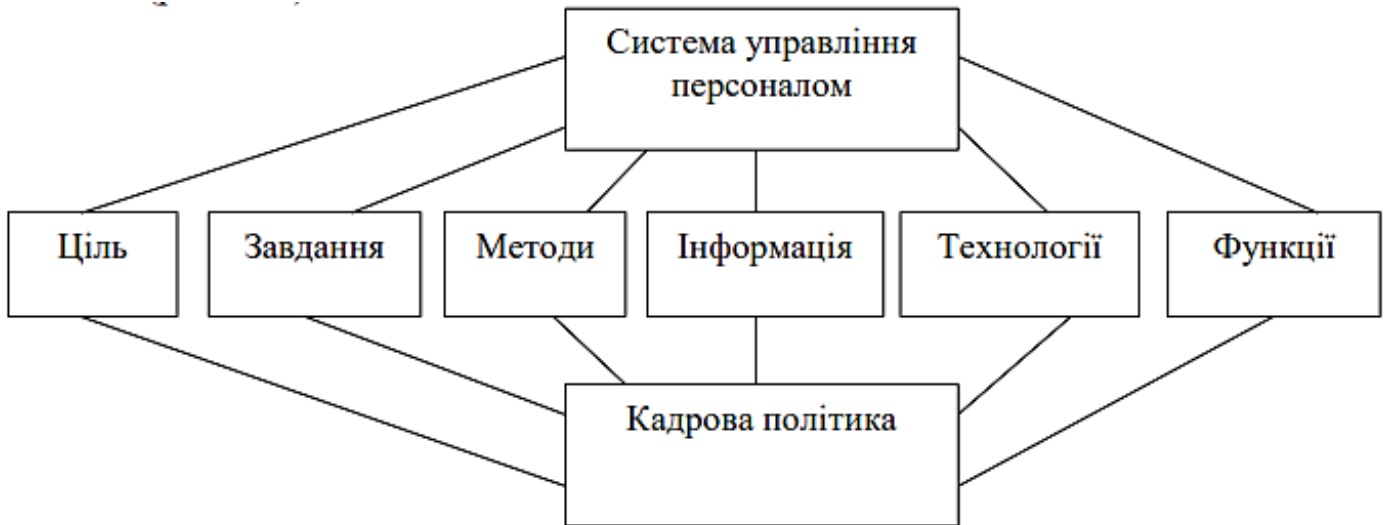 Система управління
персоналом
Ціль
Завдання
Методи
Інформація
Технології
Функції
Кадрова політика